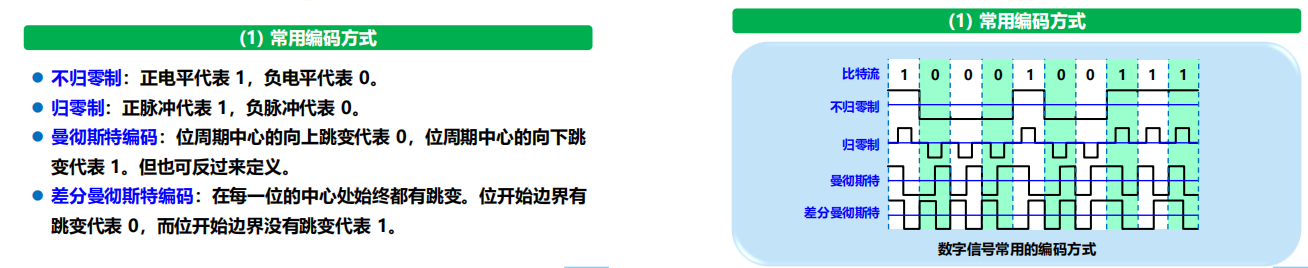 (1) 常用编码方式
● 不归零制：正电平代表 1，负电平代表 0。
● 归零制：正脉冲代表 1，负脉冲代表 0。
● 曼彻斯特编码：位周期中心的向上跳变代表 0，位周期中心的向下跳
变代表 1。但也可反过来定义。
● 差分曼彻斯特编码：在每一位的中心处始终都有跳变。位开始边界有
跳变代表 0，而位开始边界没有跳变代表 1。
(1) 常用编码方式
比特流 1 0 0 0 1 0 0 1 1 1
不归零制
归零制
曼彻斯特
差分曼彻斯特
数字信号常用的编码方式